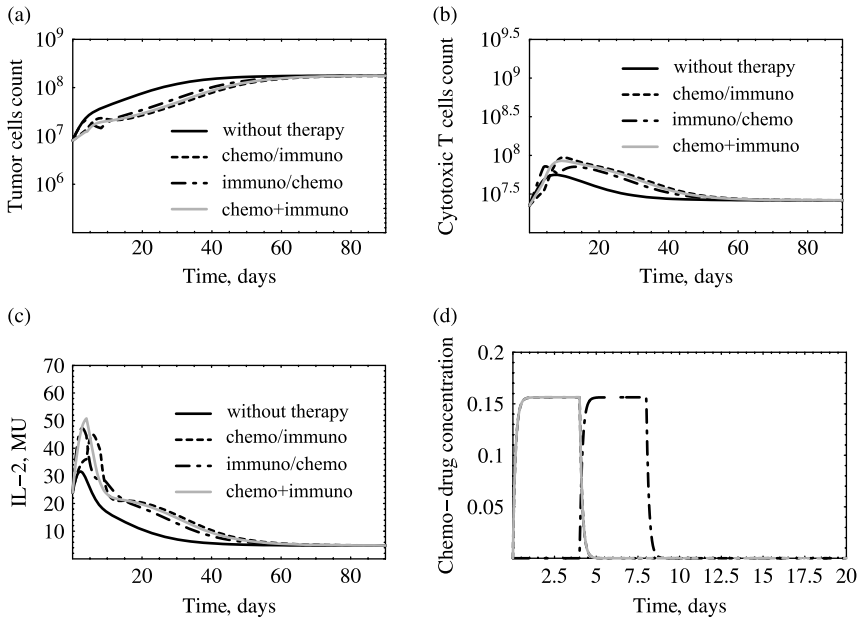 (a)
Tumor cells count
10^9
10^8
10^7
10^6
without therapy
chemo/immuno
immuno/chemo
chemo+immuno
20 40 60 80
Time, days
(b)
Cytotoxic T cells count
10^9.5
10^9
10^8.5
10^8
10^7.5
without therapy
chemo/immuno
immuno/chemo
chemo+immuno
20 40 60 80
Time, days
(c)
IL−2, MU
70
60
50
40
30
20
10
without therapy
chemo/immuno
immuno/chemo
chemo+immuno
20 40 60 80
Time, days
(d)
Chemo−drug concentration
0.2
0.15
0.1
0.05
2.5 5 7.5 10 12.5 15 17.5 20
Time, days